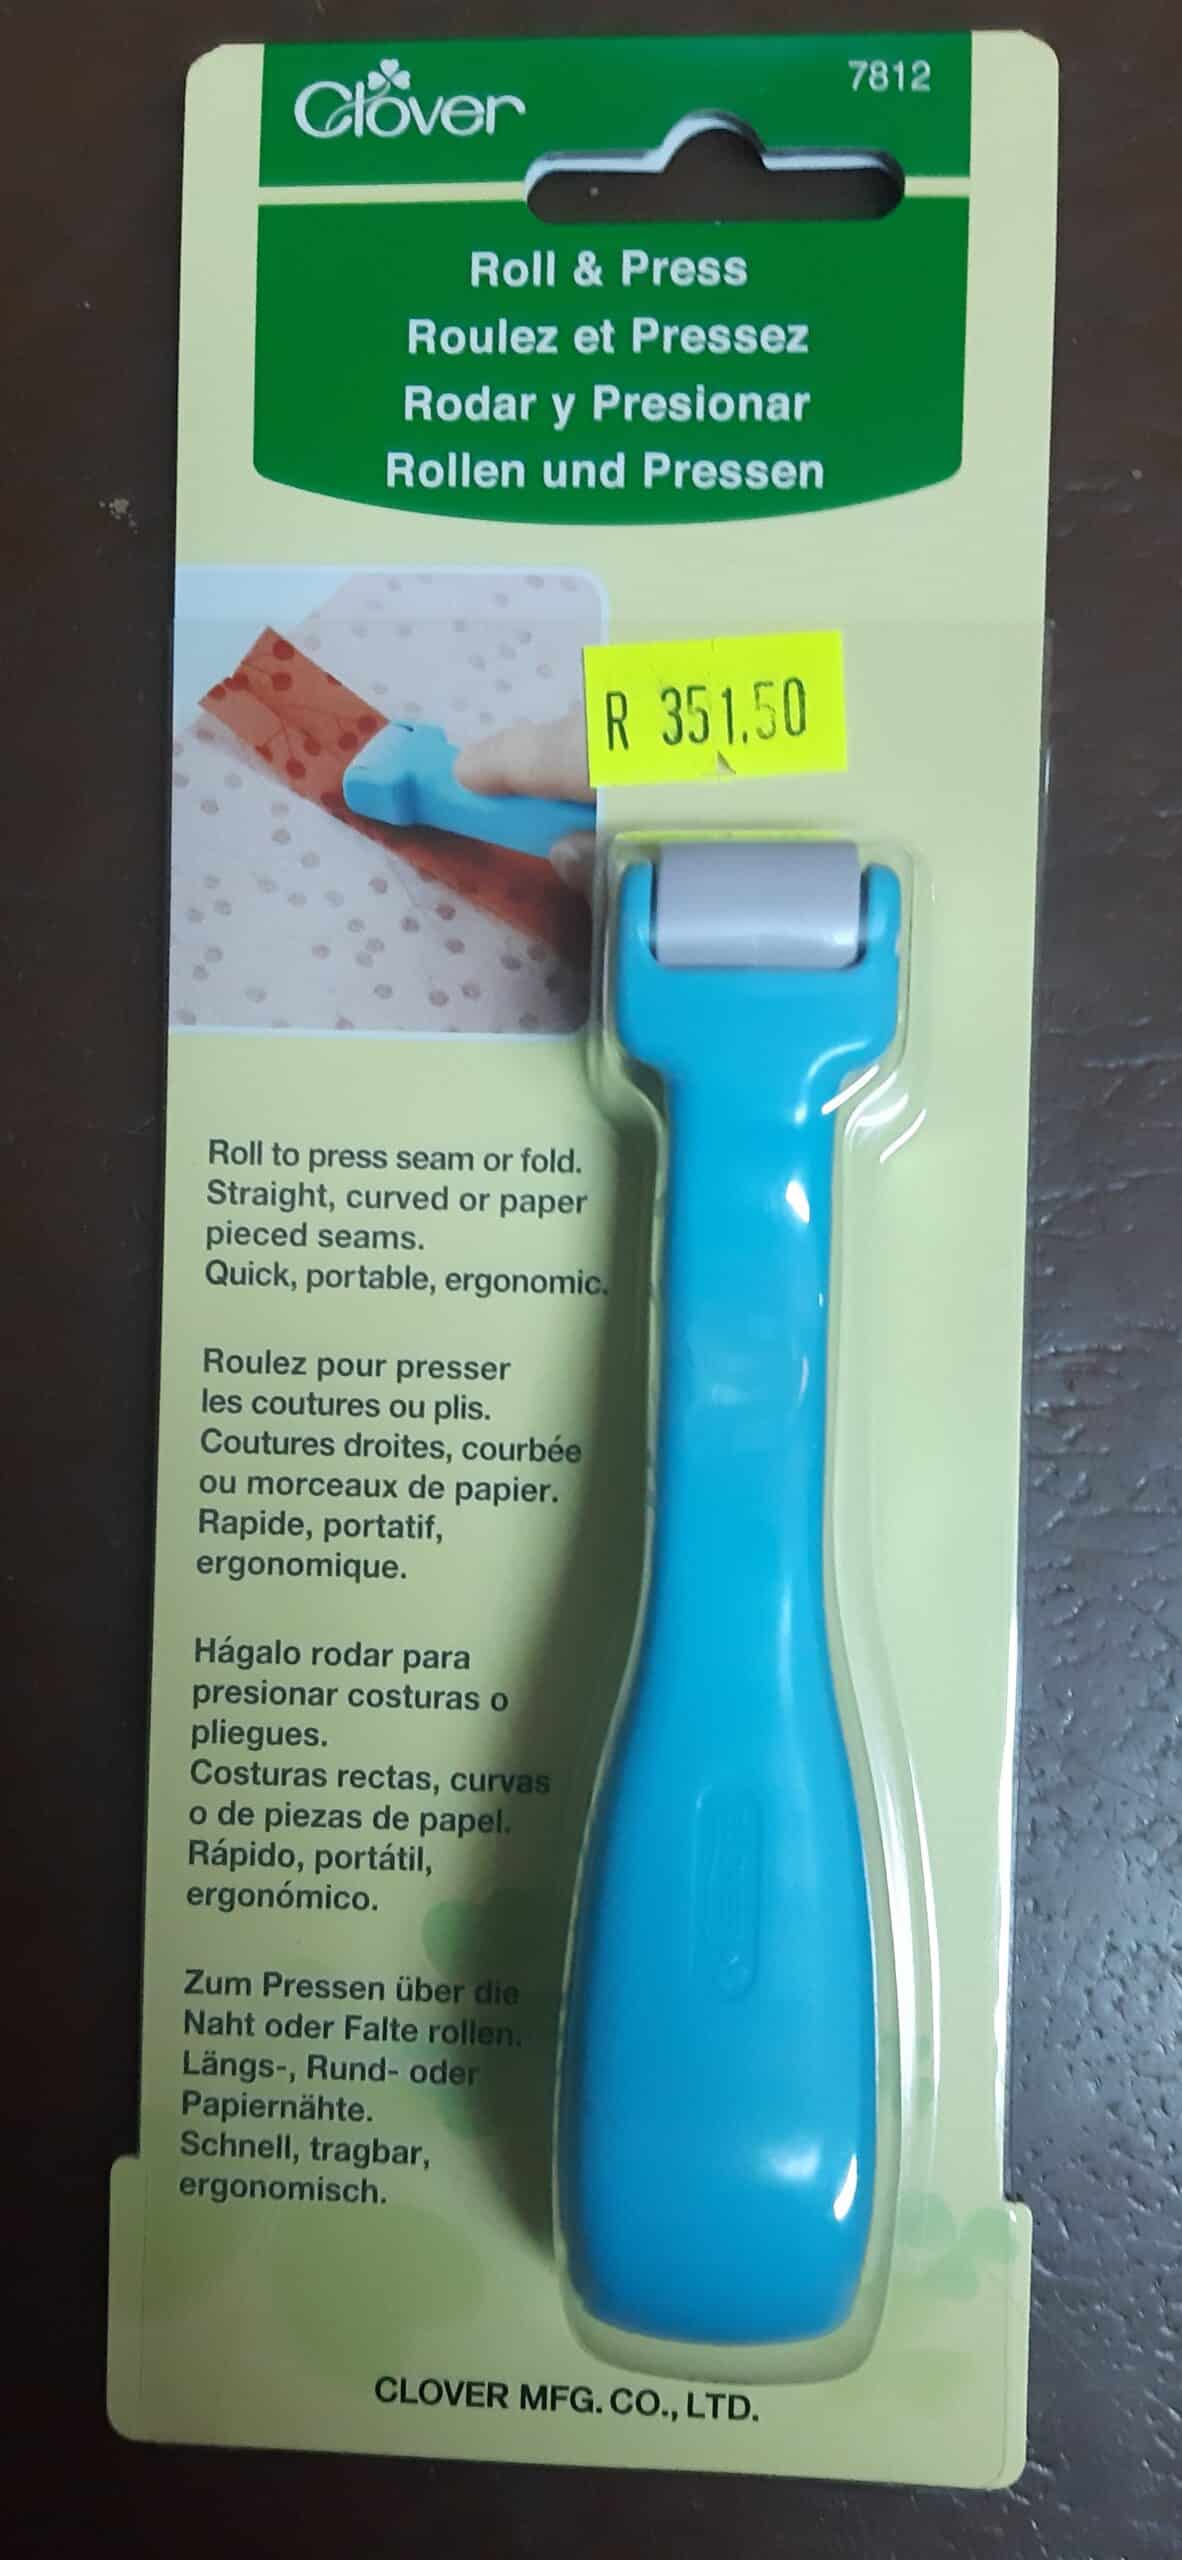 Clover
7812
Roll & Press
Roulez et Pressez
Rodar y Presionar
Rollen und Pressen
R 351.50
Roll to press seam or fold.
Straight, curved or paper
pieced seams.
Quick, portable, ergonomic.
Roulez pour presser
les coutures ou plis.
Coutures droites, courbée
ou morceaux de papier.
Rapide, portatif,
ergonomique.
Hágalo rodar para
presionar costuras o
pliegues.
Costuras rectas, curvas
o de piezas de papel.
Rápido, portátil,
ergonómico.
Zum Pressen über die
Naht oder Falte rollen.
Längs-, Rund- oder
Papiernähte.
Schnell, tragbar,
ergonomisch.
CLOVER MFG. CO., LTD.